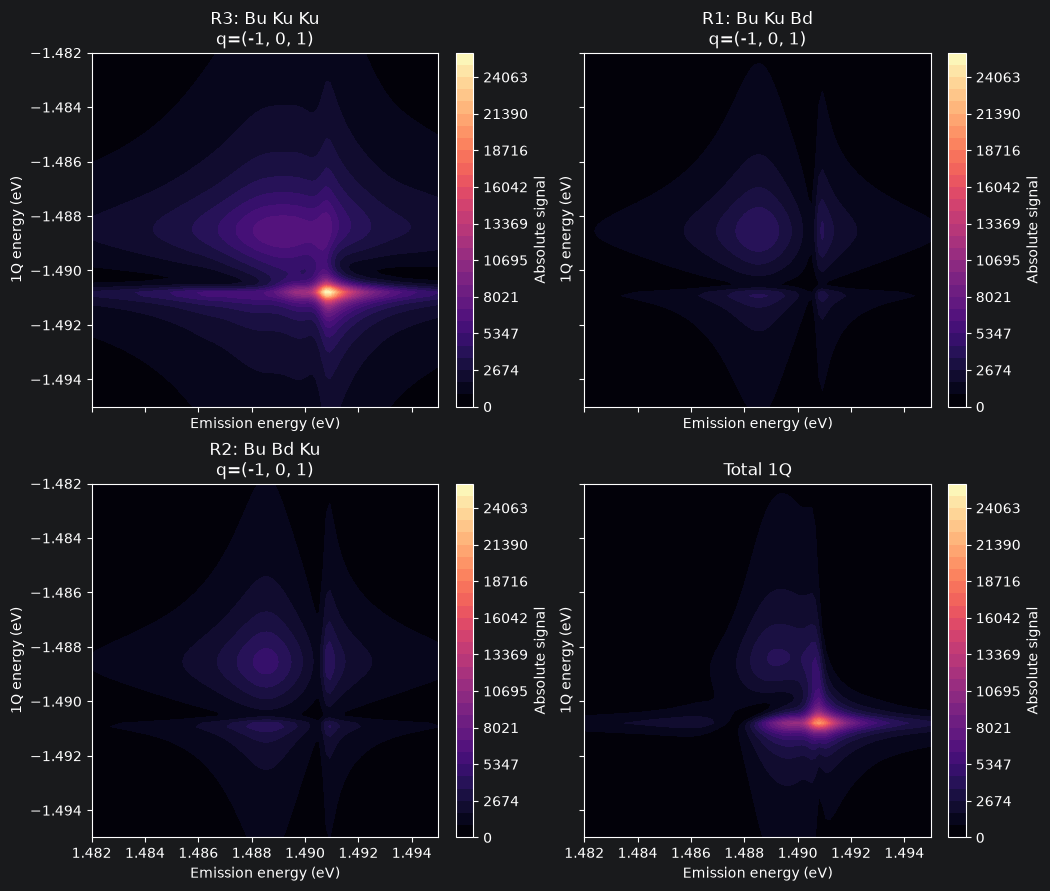 R3: Bu Ku Ku
q=(-1, 0, 1)
−1.482
−1.484
−1.486
−1.488
−1.490
−1.492
−1.494
1Q energy (eV)
Emission energy (eV)
24063
21390
18716
16042
13369
10695
8021
5347
2674
0
Absolute signal
R1: Bu Ku Bd
q=(-1, 0, 1)
1Q energy (eV)
Emission energy (eV)
24063
21390
18716
16042
13369
10695
8021
5347
2674
0
Absolute signal
R2: Bu Bd Ku
q=(-1, 0, 1)
−1.482
−1.484
−1.486
−1.488
−1.490
−1.492
−1.494
1Q energy (eV)
1.482 1.484 1.486 1.488 1.490 1.492 1.494
Emission energy (eV)
24063
21390
18716
16042
13369
10695
8021
5347
2674
0
Absolute signal
Total 1Q
1Q energy (eV)
1.482 1.484 1.486 1.488 1.490 1.492 1.494
Emission energy (eV)
24063
21390
18716
16042
13369
10695
8021
5347
2674
0
Absolute signal